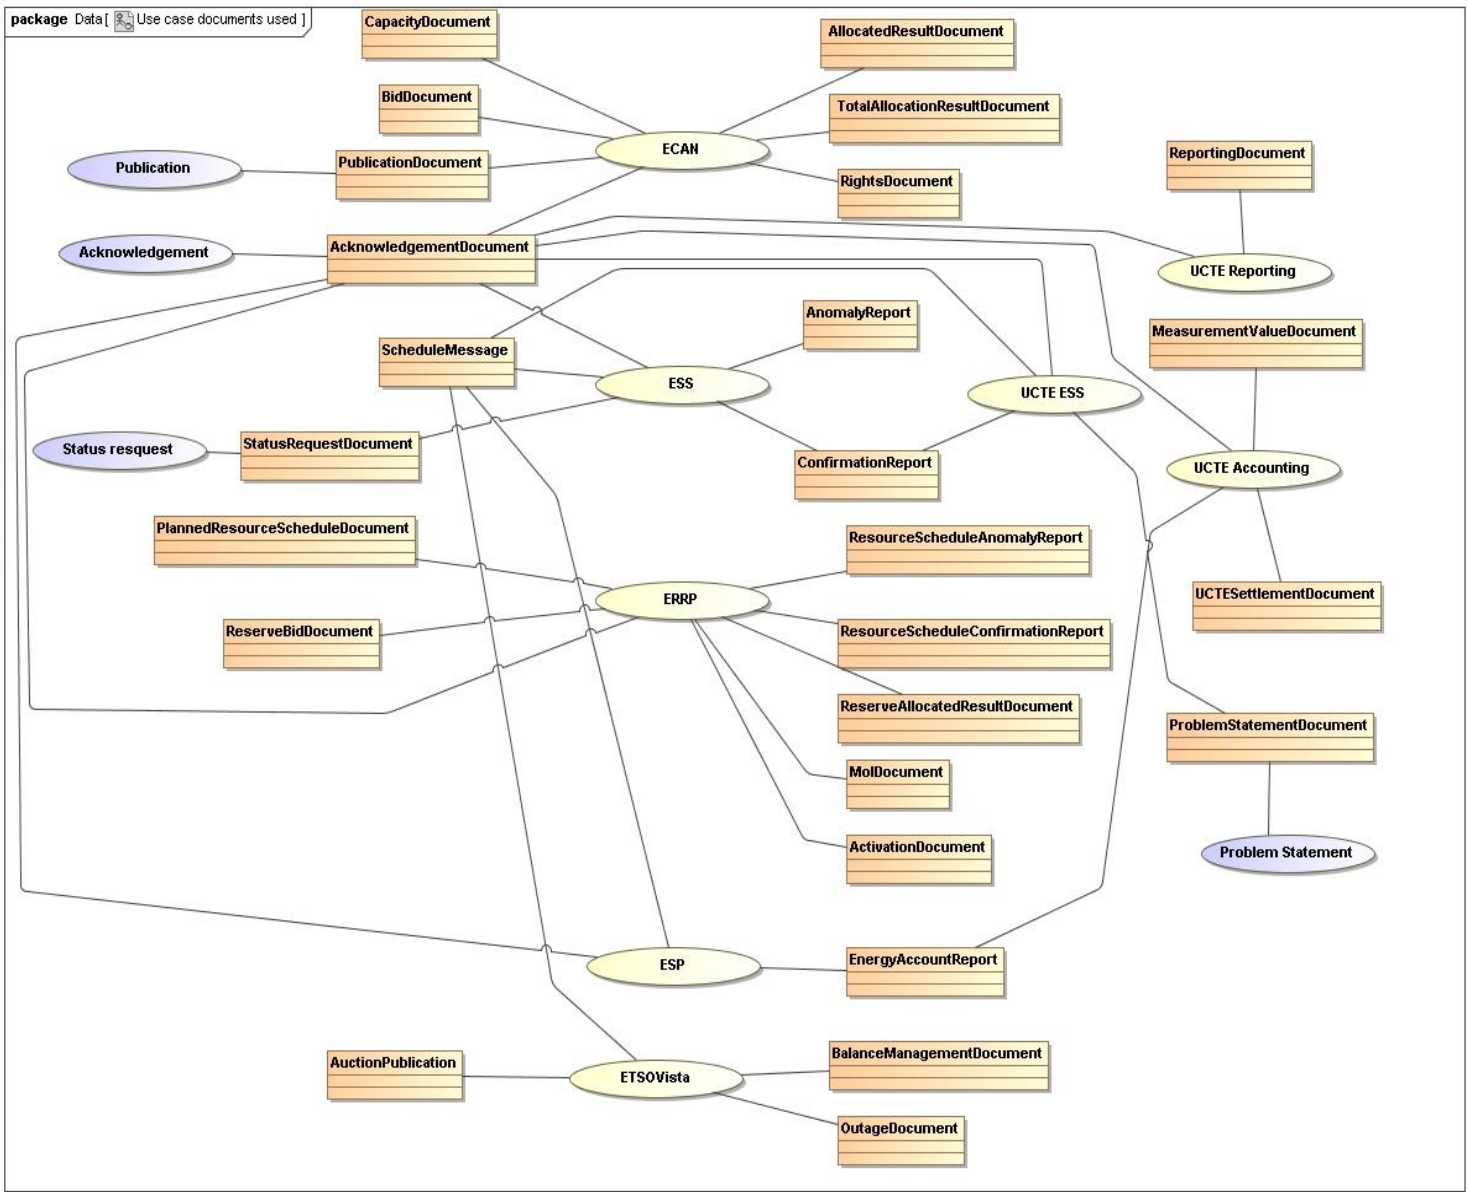 package Data [ Use case documents used ]
CapacityDocument
AllocatedResultDocument
BidDocument
TotalAllocationResultDocument
ECAN
Publication
PublicationDocument
ReportingDocument
RightsDocument
Acknowledgement
AcknowledgementDocument
UCTE Reporting
AnomalyReport
MeasurementValueDocument
ScheduleMessage
ESS
UCTE ESS
Status resquest
StatusRequestDocument
ConfirmationReport
UCTE Accounting
PlannedResourceScheduleDocument
ResourceScheduleAnomalyReport
ERRP
UCTESettlementDocument
ReserveBidDocument
ResourceScheduleConfirmationReport
ReserveAllocatedResultDocument
ProblemStatementDocument
MolDocument
ActivationDocument
Problem Statement
ESP
EnergyAccountReport
AuctionPublication
ETSOVista
BalanceManagementDocument
OutageDocument